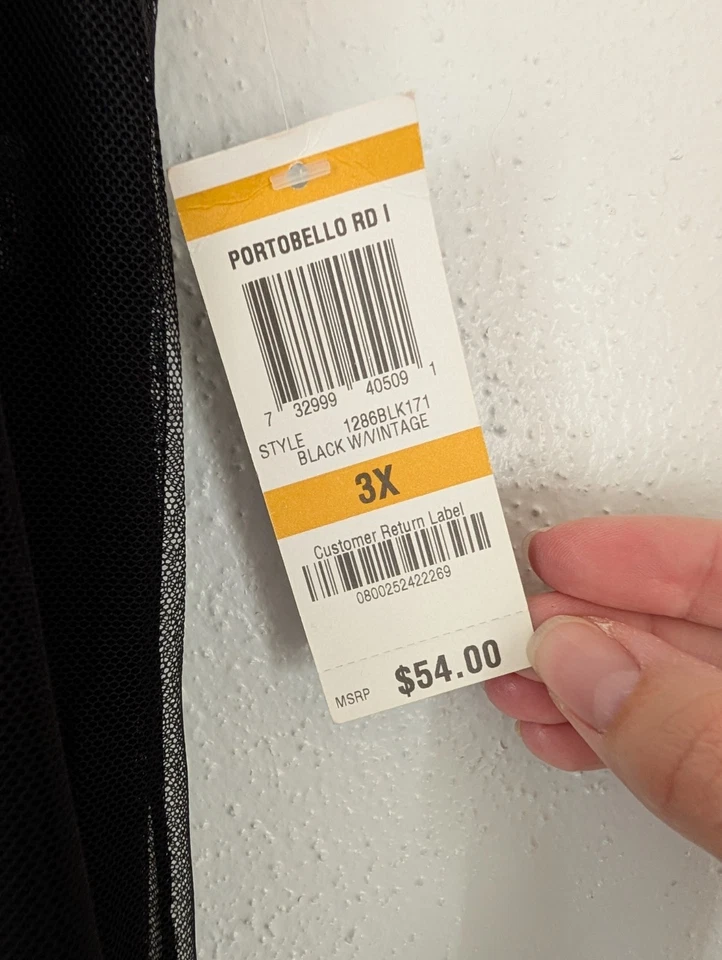 PORTOBELLO RD I
7 32999 40509 1
STYLE 1286BLK171
BLACK W/VINTAGE
3X
Customer Return Label
0800252422269
MSRP $54.00